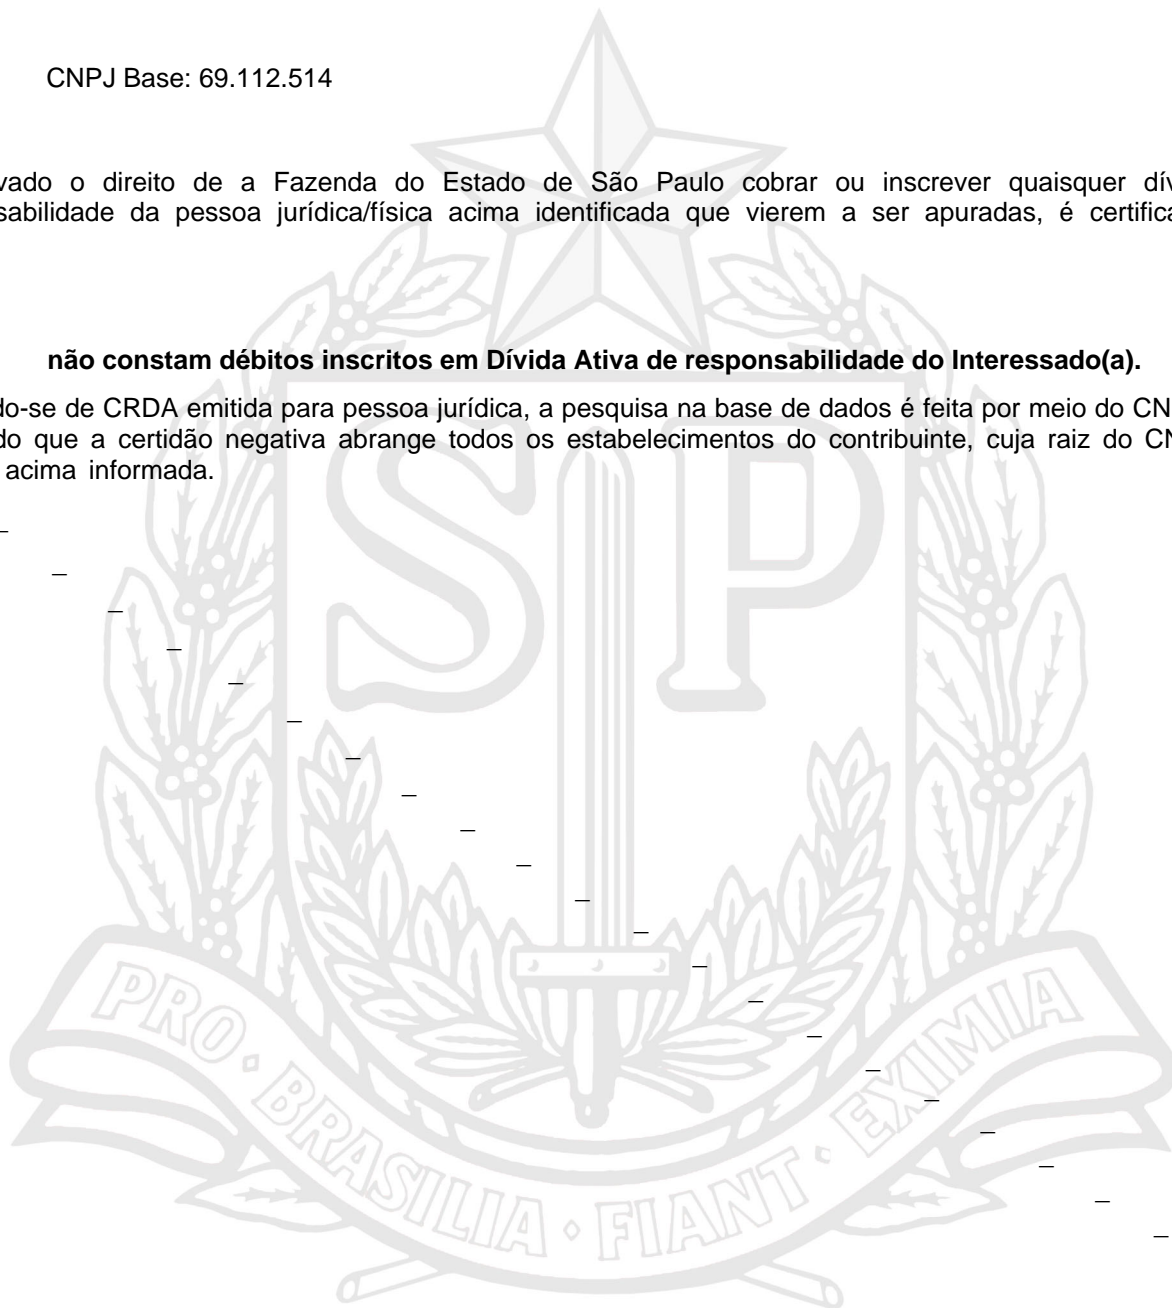 CNPJ Base: 69.112.514
vado o direito de a Fazenda do Estado de São Paulo cobrar ou inscrever quaisquer dív
sabilidade da pessoa jurídica/física acima identificada que vierem a ser apuradas, é certifica
não constam débitos inscritos em Dívida Ativa de responsabilidade do Interessado(a).
do-se de CRDA emitida para pessoa jurídica, a pesquisa na base de dados é feita por meio do CN
do que a certidão negativa abrange todos os estabelecimentos do contribuinte, cuja raiz do CN
acima informada.
SP
PRO • BRASILIA • FIANT • EXIMIA